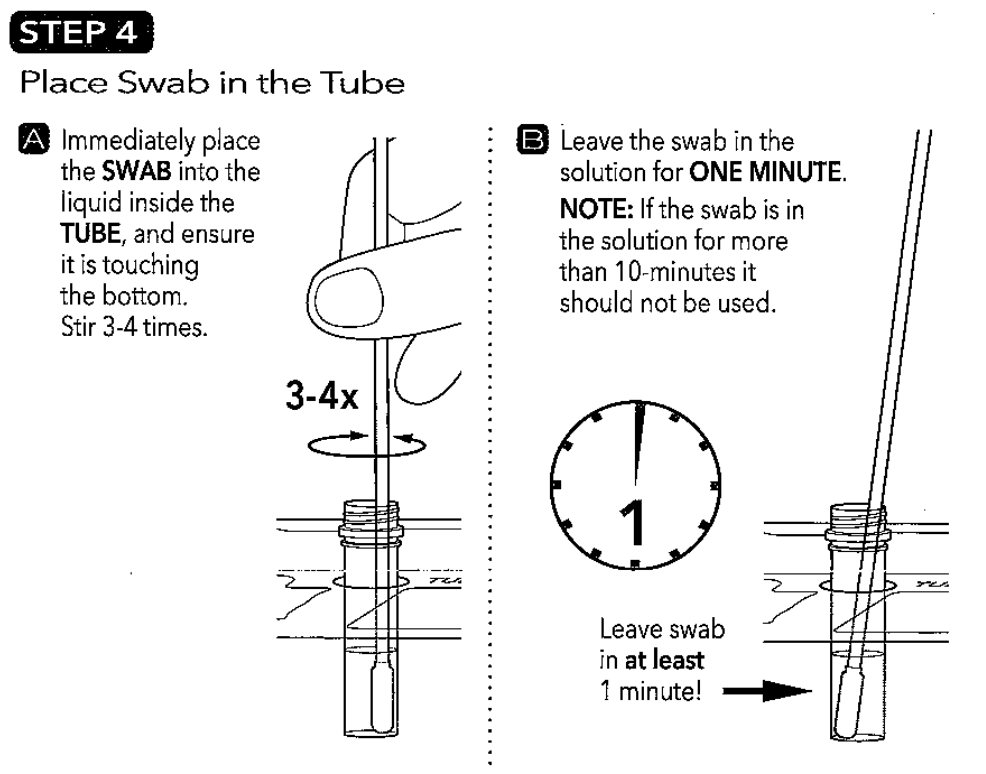 STEP 4
Place Swab in the Tube
A Immediately place
the SWAB into the
liquid inside the
TUBE, and ensure
it is touching
the bottom.
Stir 3-4 times.
3-4x
B Leave the swab in the
solution for ONE MINUTE.
NOTE: If the swab is in
the solution for more
than 10-minutes it
should not be used.
1
Leave swab
in at least
1 minute!